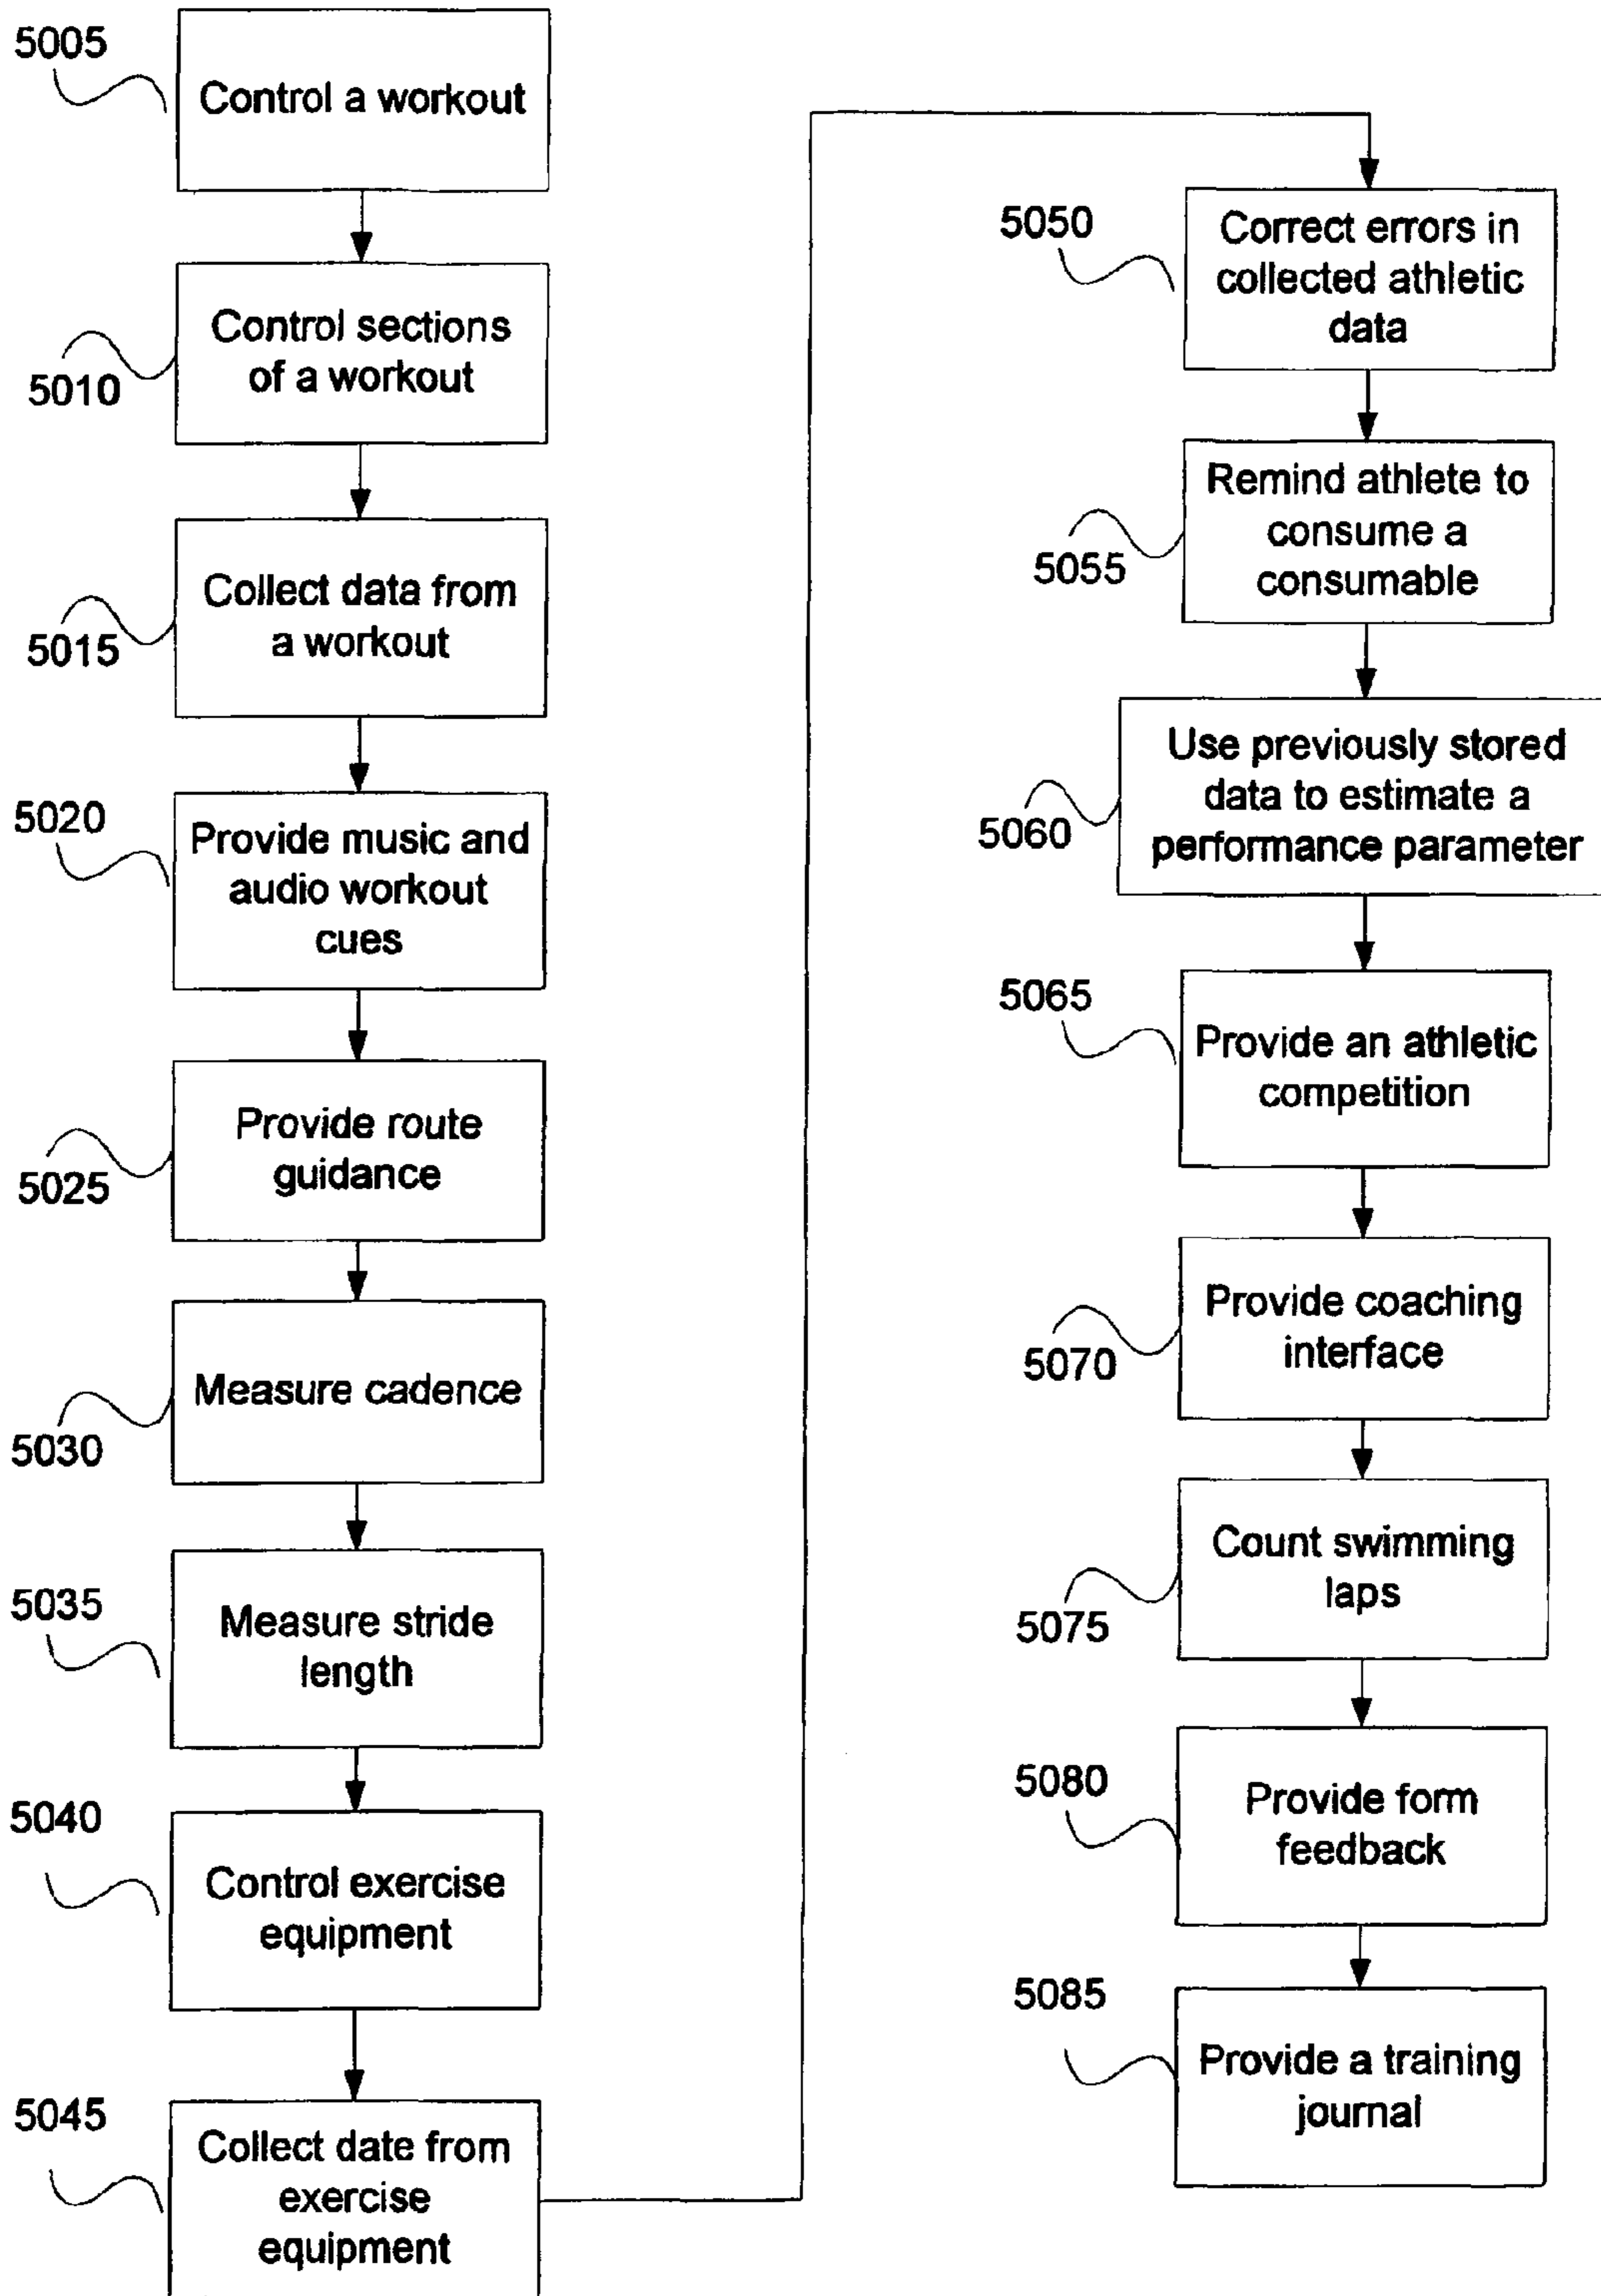 5005
Control a workout
Control sections
of a workout
5010
Collect data from
a workout
5015
5020
Provide music and
audio workout
cues
Provide route
guidance
5025
Measure cadence
5030
5035
Measure stride
length
5040
Control exercise
equipment
5045
Collect date from
exercise
equipment
5050
Correct errors in
collected athletic
data
Remind athlete to
consume a
consumable
5055
Use previously stored
data to estimate a
performance parameter
5060
5065
Provide an athletic
competition
Provide coaching
interface
5070
Count swimming
laps
5075
5080
Provide form
feedback
5085
Provide a training
journal